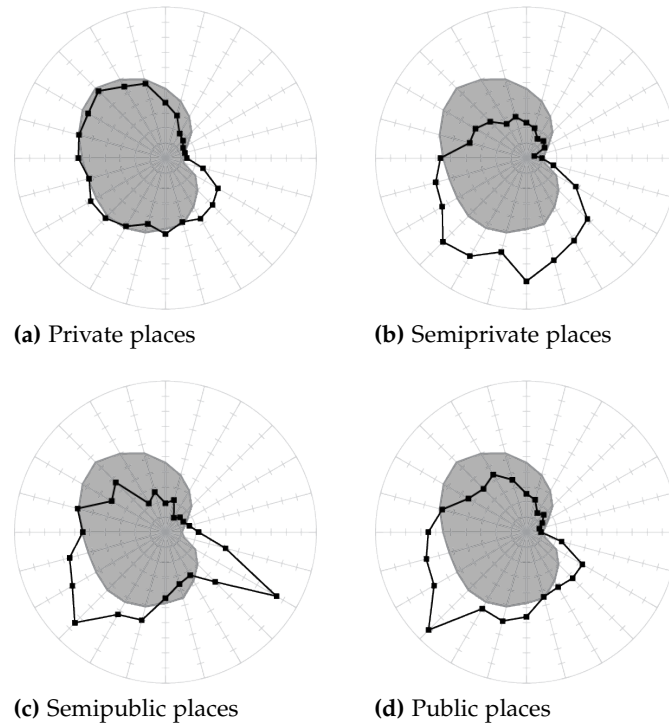 (a) Private places
(b) Semiprivate places
(c) Semipublic places
(d) Public places